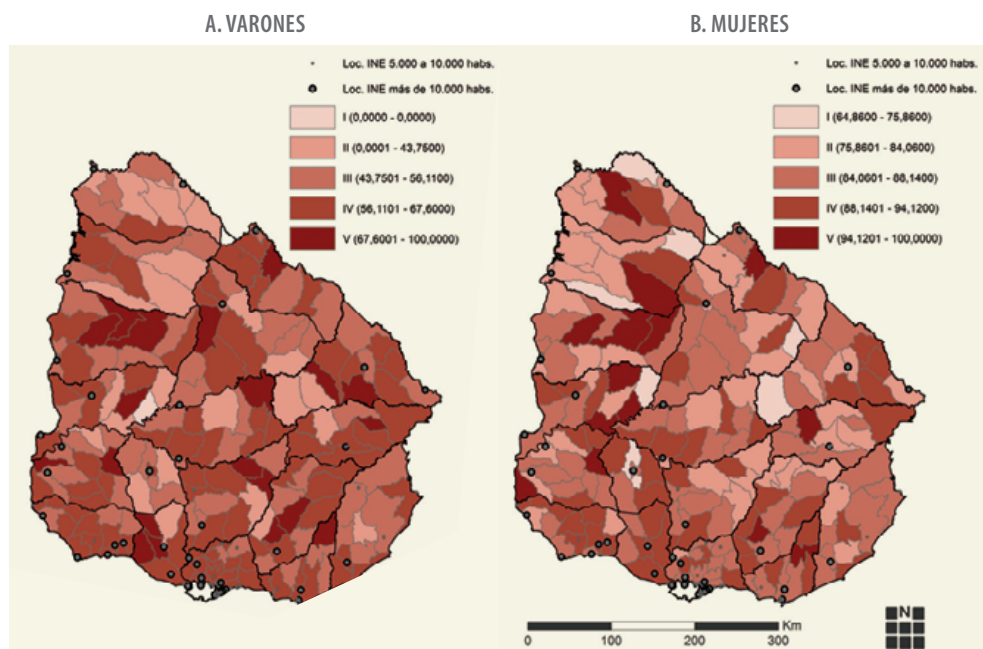 A. VARONES
Loc. INE 5.000 a 10.000 habs.
Loc. INE más de 10.000 habs.
I (0,0000 - 0,0000)
II (0,0001 - 43,7500)
III (43,7501 - 56,1100)
IV (56,1101 - 67,6000)
V (67,6001 - 100,0000)
B. MUJERES
Loc. INE 5.000 a 10.000 habs.
Loc. INE más de 10.000 habs.
I (64,8600 - 75,8600)
II (75,8601 - 84,0600)
III (84,0601 - 88,1400)
IV (88,1401 - 94,1200)
V (94,1201 - 100,0000)
Km
0 100 200 300
N